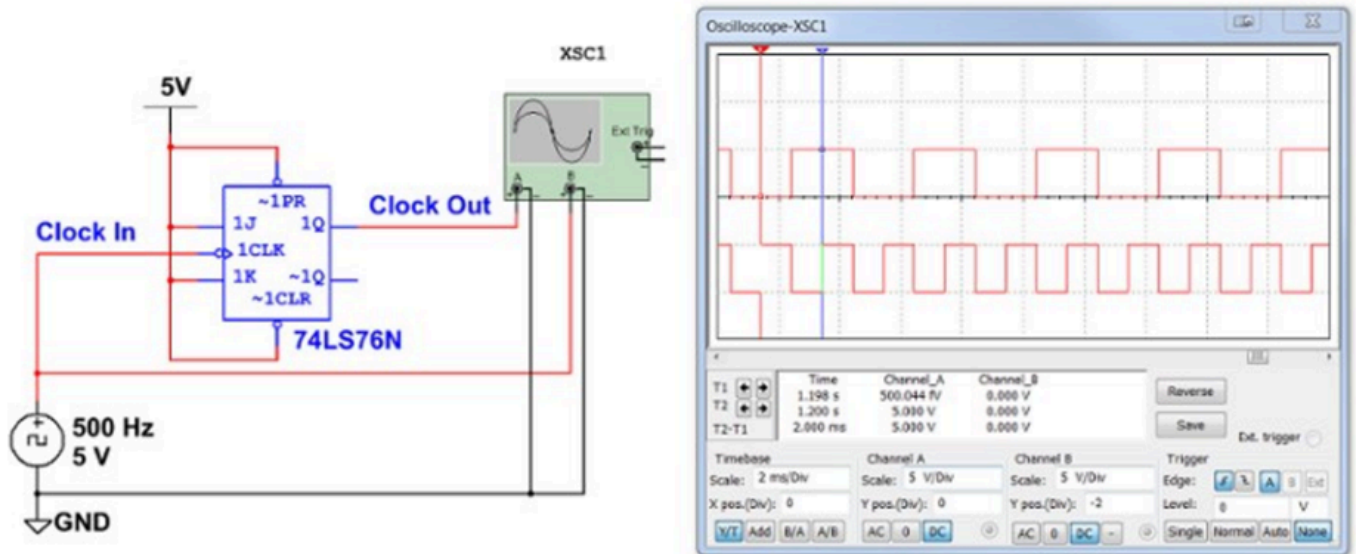 XSC1
5V
Ext Trig
A
B
~1PR
1J
1Q
Clock Out
Clock In
1CLK
1K
~1Q
~1CLR
74LS76N
500 Hz
5 V
GND
Oscilloscope-XSC1
Time Channel_A Channel_B
T1 1.198 s 500.044 fV 0.000 V
T2 1.200 s 5.000 V 0.000 V
T2-T1 2.000 ms 5.000 V 0.000 V
Reverse
Save
Ext. trigger
Timebase Channel A Channel B Trigger
Scale: 2 ms/Div Scale: 5 V/Div Scale: 5 V/Div Edge: A B Ext
X pos.(Div): 0 Y pos.(Div): 0 Y pos.(Div): -2 Level: 0 V
Y/T Add B/A A/B AC 0 DC AC 0 DC - Single Normal Auto None